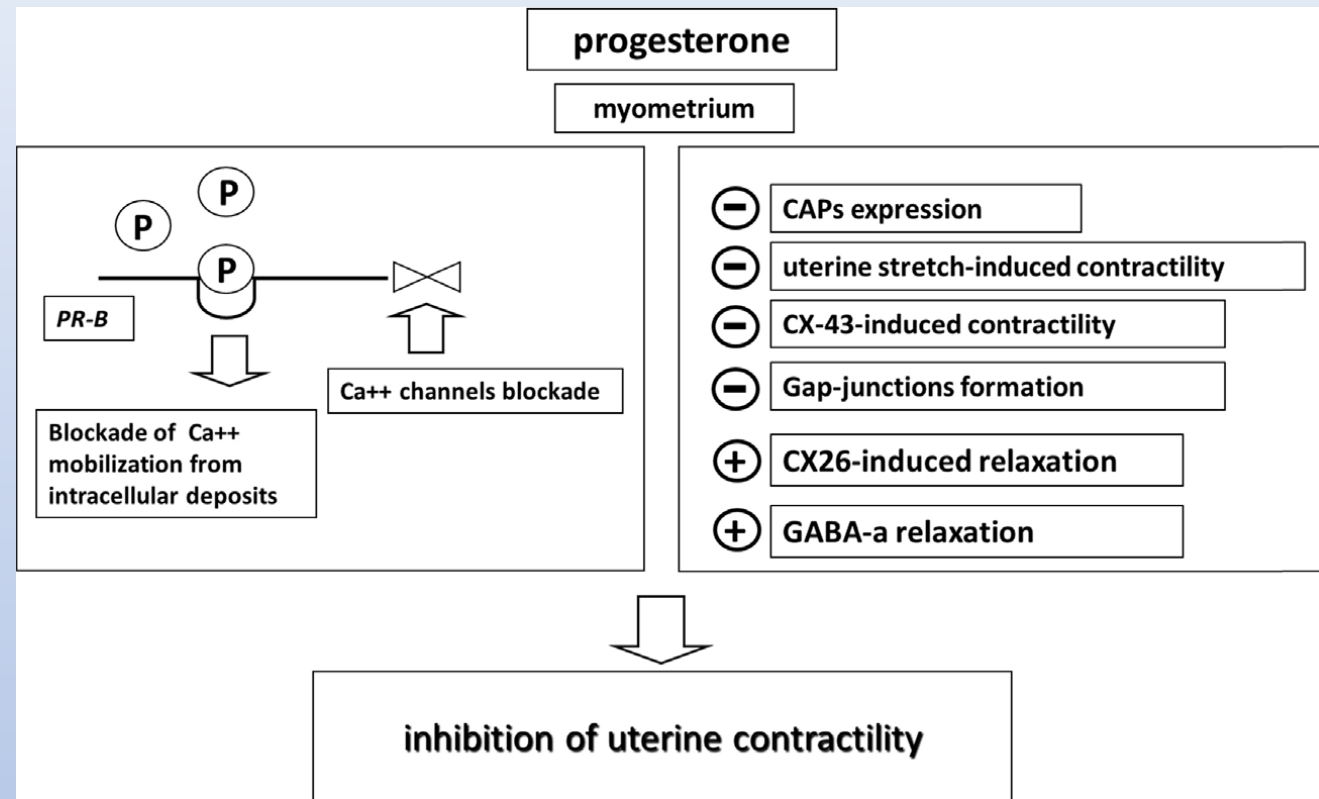 progesterone
myometrium
P
P
P
PR-B
Ca++ channels blockade
Blockade of Ca++
mobilization from
intracellular deposits
− CAPs expression
− uterine stretch-induced contractility
− CX-43-induced contractility
− Gap-junctions formation
+ CX26-induced relaxation
+ GABA-a relaxation
inhibition of uterine contractility